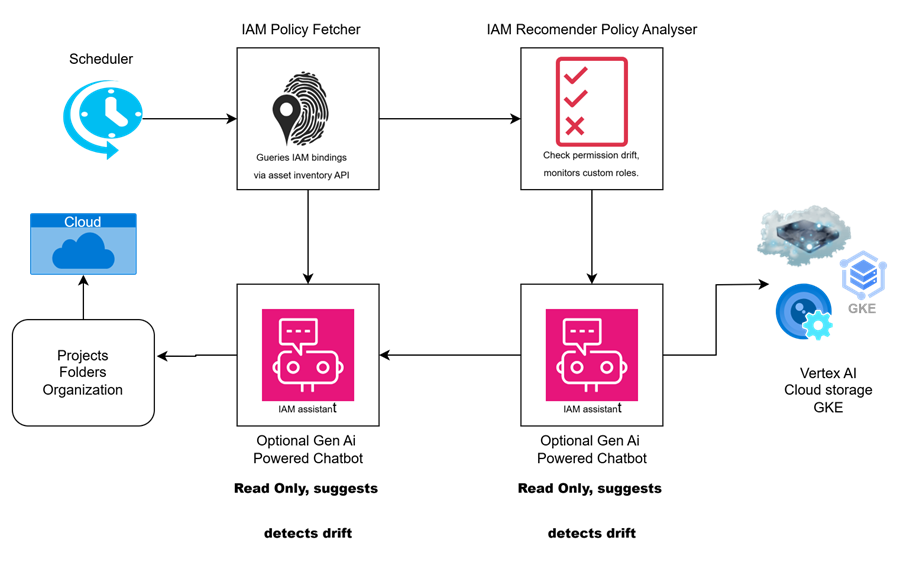 IAM Policy Fetcher
IAM Recomender Policy Analyser
Scheduler
Gueries IAM bindings
via asset inventory API
Check permission drift,
monitors custom roles.
Cloud
GKE
Projects
Folders
Organization
IAM assistant
IAM assistant
Vertex AI
Cloud storage
GKE
Optional Gen Ai
Powered Chatbot
Optional Gen Ai
Powered Chatbot
Read Only, suggests
detects drift
Read Only, suggests
detects drift